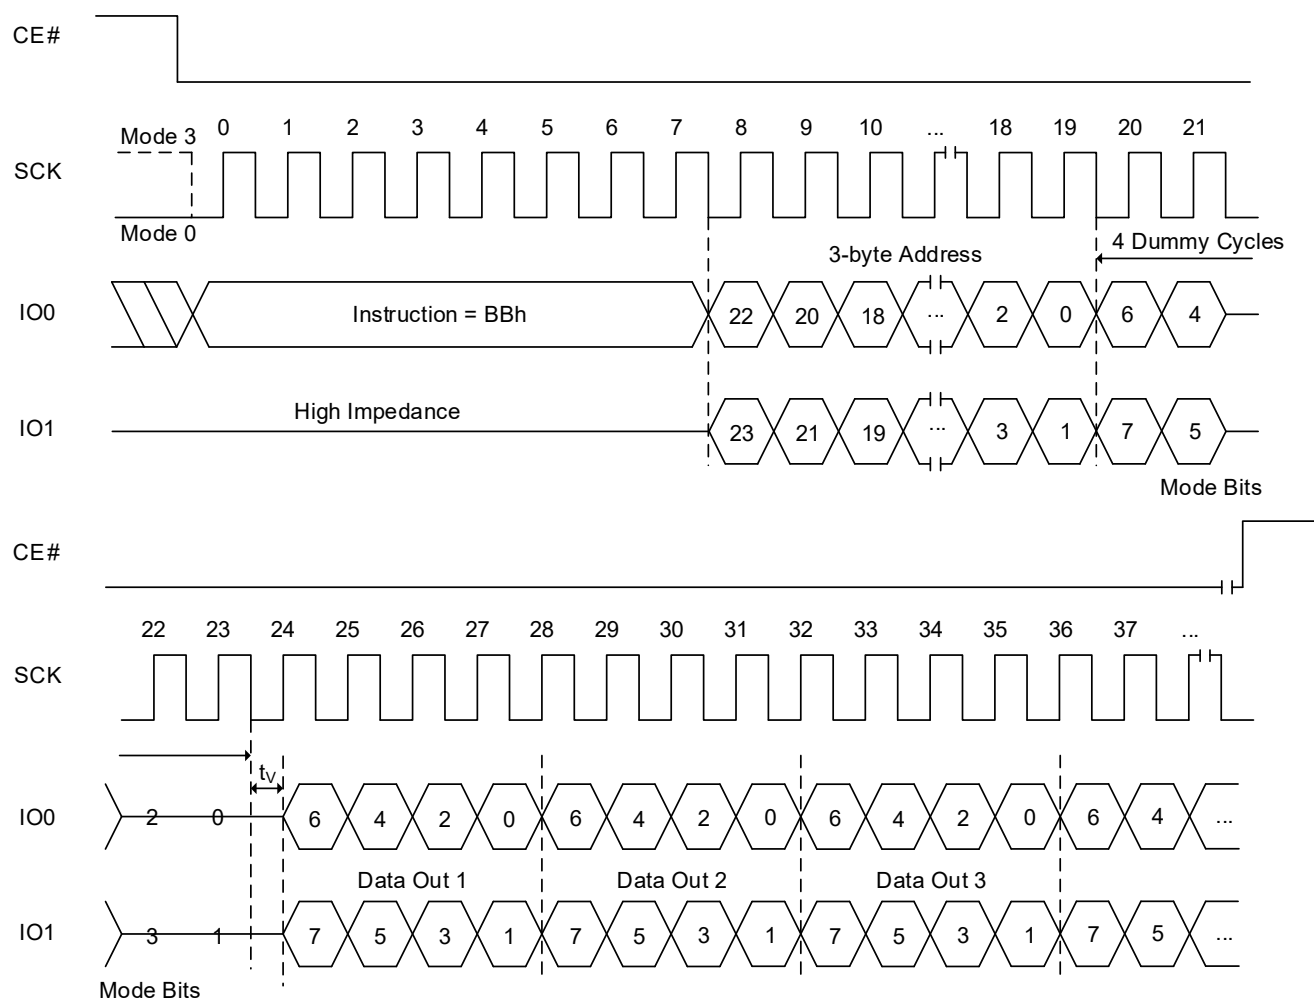 CE#
Mode 3 0 1 2 3 4 5 6 7 8 9 10 ... 18 19 20 21
SCK
Mode 0
3-byte Address 4 Dummy Cycles
IO0 Instruction = BBh 22 20 18 ... 2 0 6 4
High Impedance
IO1 23 21 19 ... 3 1 7 5
Mode Bits
CE#
22 23 24 25 26 27 28 29 30 31 32 33 34 35 36 37 ...
SCK
tV
IO0 2 0 6 4 2 0 6 4 2 0 6 4 2 0 6 4 ...
Data Out 1 Data Out 2 Data Out 3
IO1 3 1 7 5 3 1 7 5 3 1 7 5 3 1 7 5 ...
Mode Bits